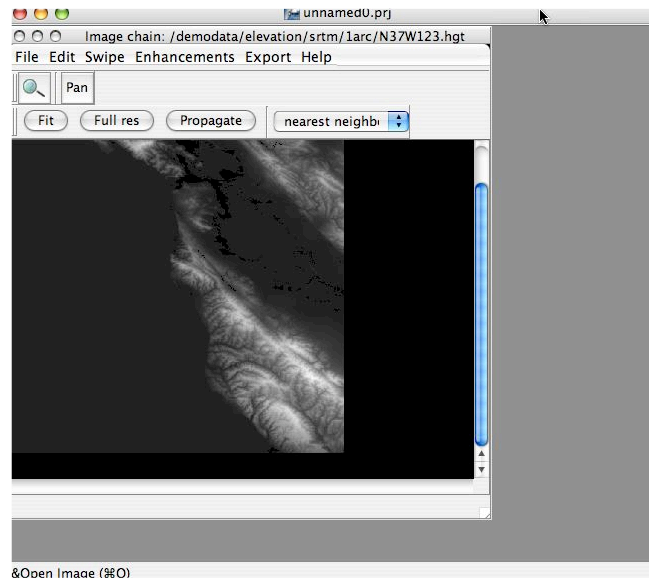 unnamed0.prj
Image chain: /demodata/elevation/srtm/1arc/N37W123.hgt
File Edit Swipe Enhancements Export Help
Pan
Fit Full res Propagate nearest neighb
&Open Image (⌘O)